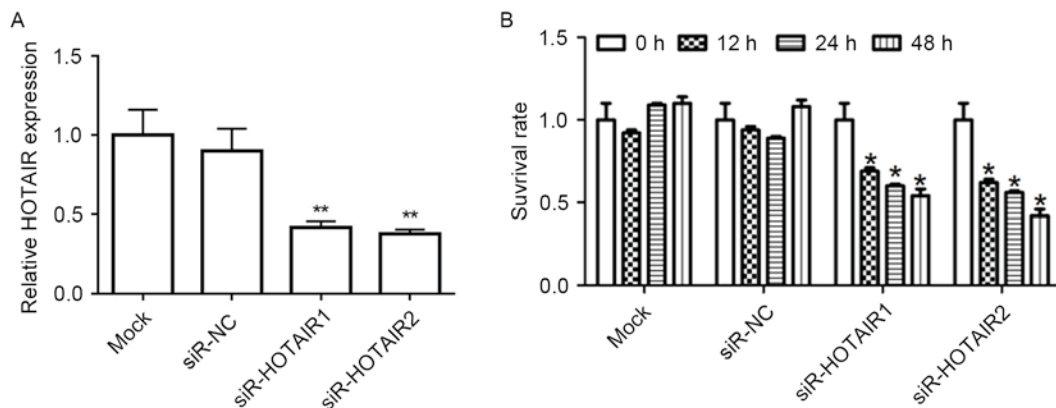 A
Relative HOTAIR expression
1.5
1.0
0.5
0.0
**
**
Mock
siR-NC
siR-HOTAIR1
siR-HOTAIR2
B
0 h 12 h 24 h 48 h
Suvrival rate
1.5
1.0
0.5
0.0
* * *
* * *
Mock
siR-NC
siR-HOTAIR1
siR-HOTAIR2